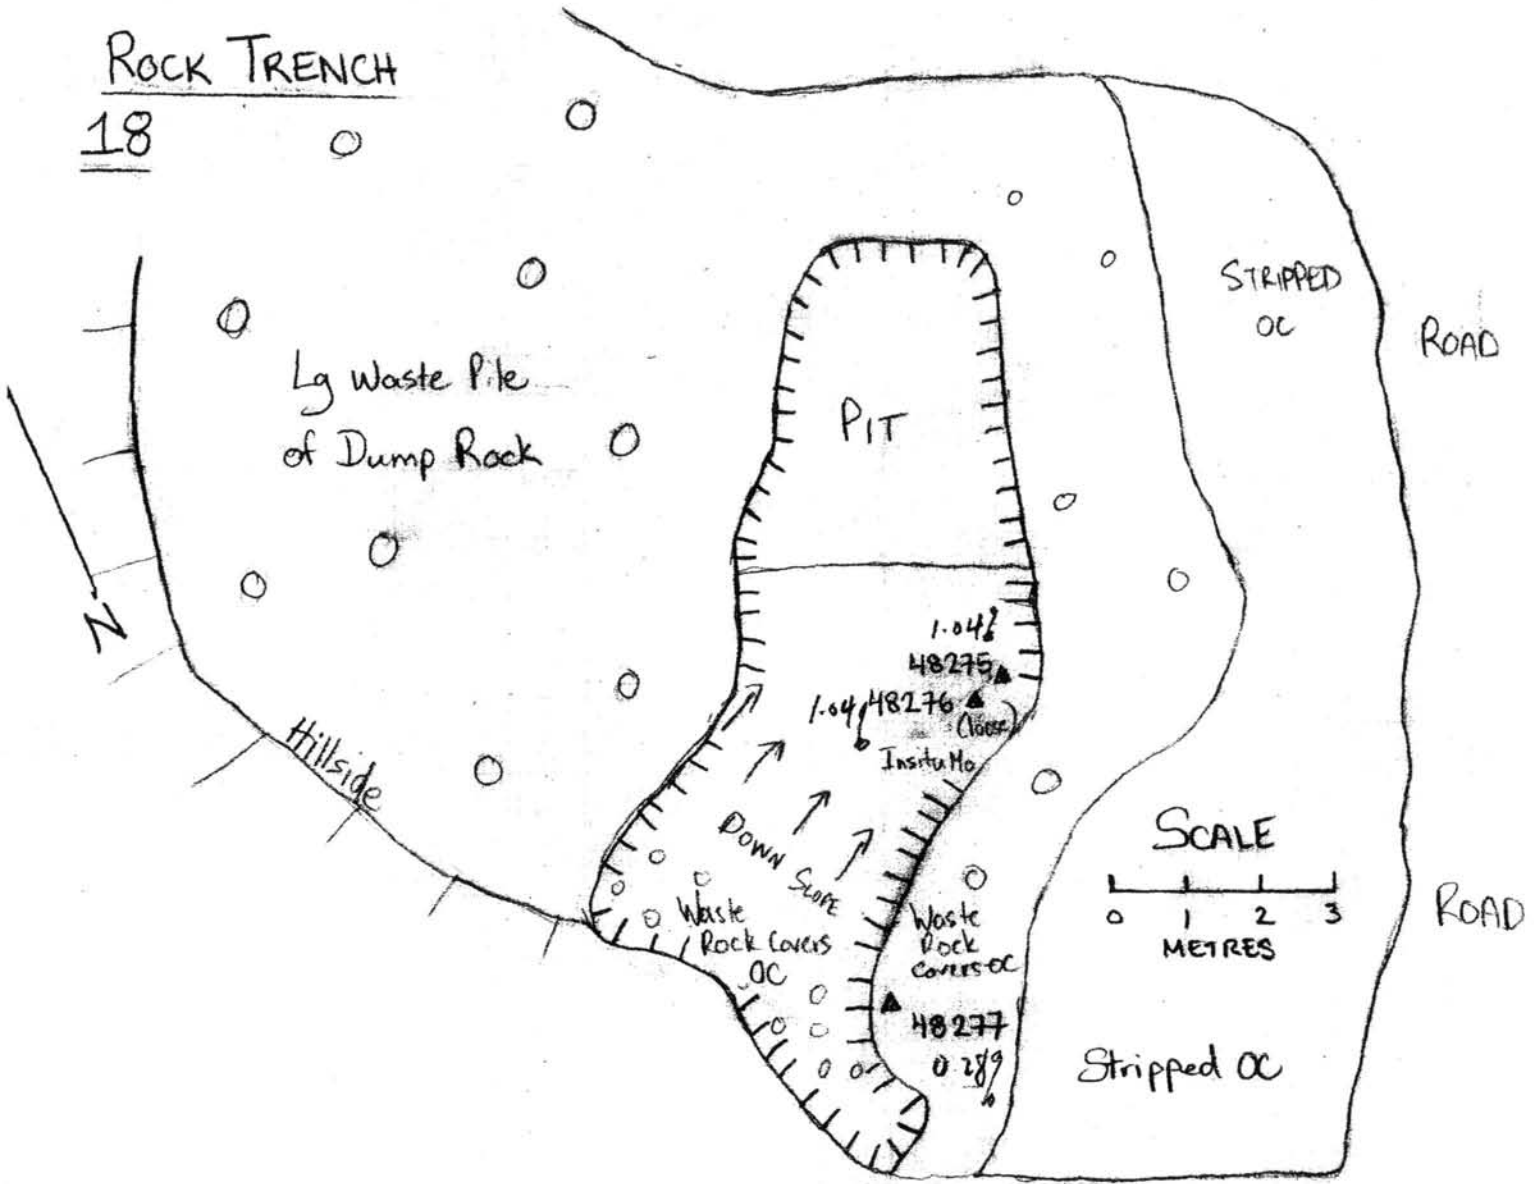 ROCK TRENCH
18
STRIPPED
OC
ROAD
Lg Waste Pile
of Dump Rock
PIT
N
1.04%
48275
1.04%
48276
(loose)
Insitu Mo
Hillside
DOWN SLOPE
SCALE
0 1 2 3
METRES
ROAD
Waste
Rock Covers
OC
Waste
Rock
Covers OC
48277
Stripped OC